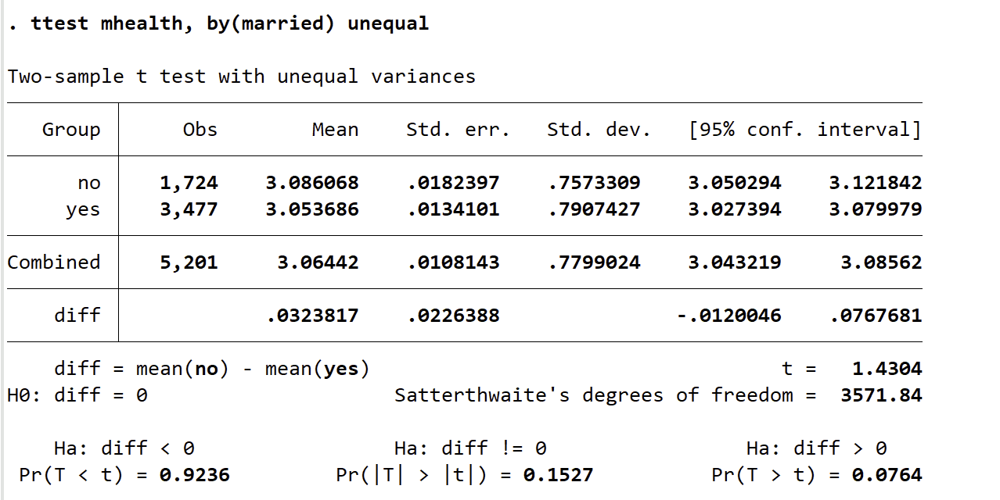 . ttest mhealth, by(married) unequal
Two-sample t test with unequal variances
Group Obs Mean Std. err. Std. dev. [95% conf. interval]
no 1,724 3.086068 .0182397 .7573309 3.050294 3.121842
yes 3,477 3.053686 .0134101 .7907427 3.027394 3.079979
Combined 5,201 3.06442 .0108143 .7799024 3.043219 3.08562
diff .0323817 .0226388 -.0120046 .0767681
diff = mean(no) - mean(yes) t = 1.4304
H0: diff = 0 Satterthwaite's degrees of freedom = 3571.84
Ha: diff < 0 Ha: diff != 0 Ha: diff > 0
Pr(T < t) = 0.9236 Pr(|T| > |t|) = 0.1527 Pr(T > t) = 0.0764